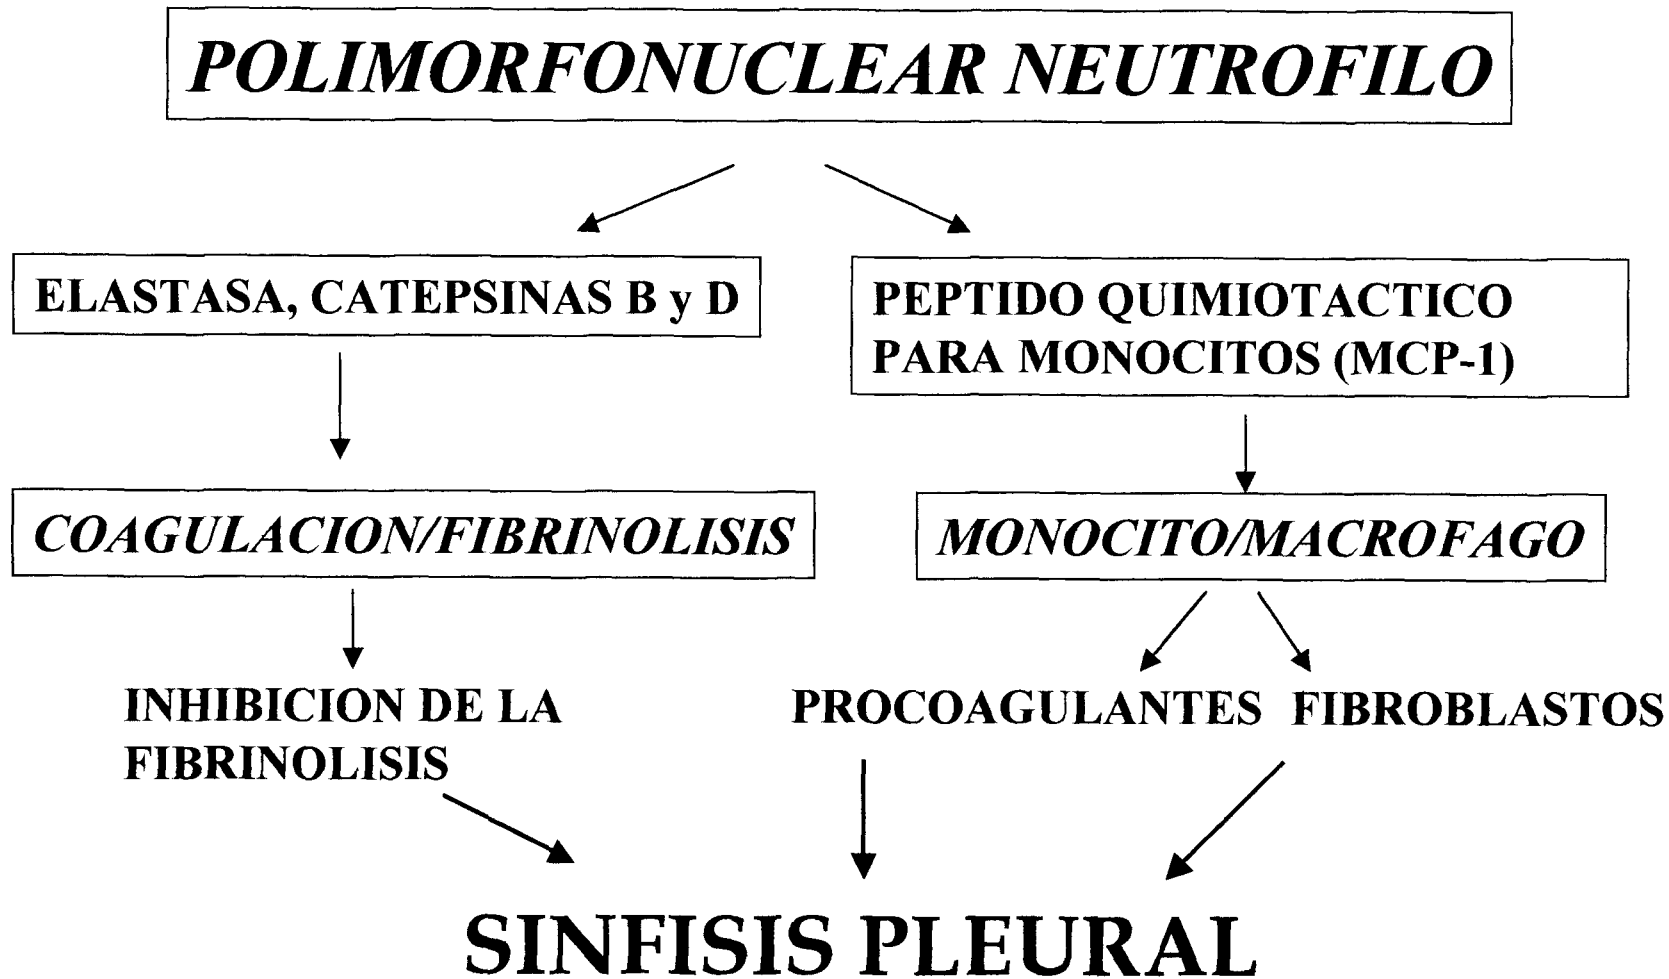 POLIMORFONUCLEAR NEUTROFILO
ELASTASA, CATEPSINAS B y D
PEPTIDO QUIMIOTACTICO
PARA MONOCITOS (MCP-1)
COAGULACION/FIBRINOLISIS
MONOCITO/MACROFAGO
INHIBICION DE LA
FIBRINOLISIS
PROCOAGULANTES
FIBROBLASTOS
SINFISIS PLEURAL